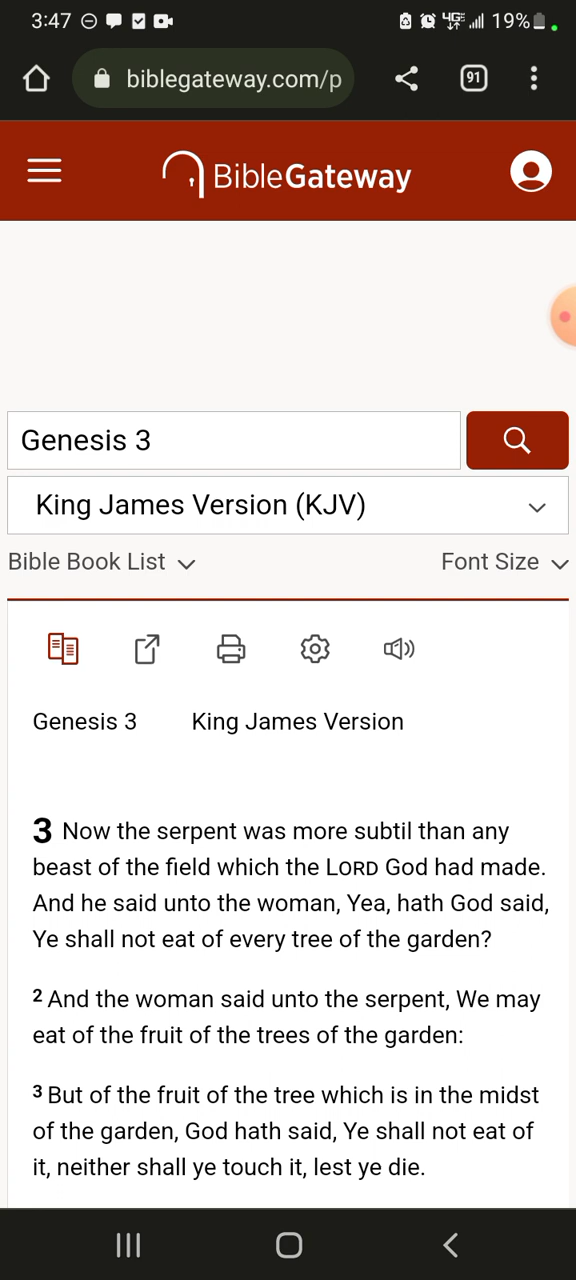 3:47 4G 19%
biblegateway.com/p 91
BibleGateway
Genesis 3
King James Version (KJV)
Bible Book List Font Size
Genesis 3 King James Version
3 Now the serpent was more subtil than any
beast of the field which the LORD God had made.
And he said unto the woman, Yea, hath God said,
Ye shall not eat of every tree of the garden?
2 And the woman said unto the serpent, We may
eat of the fruit of the trees of the garden:
3 But of the fruit of the tree which is in the midst
of the garden, God hath said, Ye shall not eat of
it, neither shall ye touch it, lest ye die.